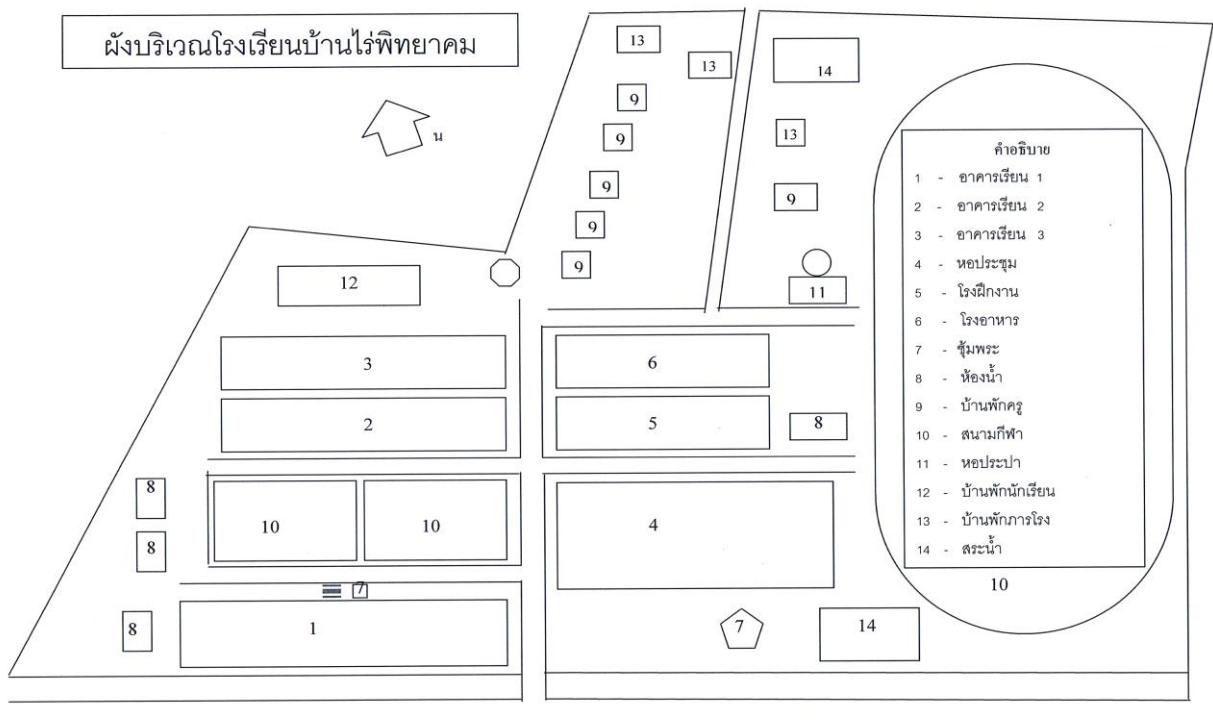 ผังบริเวณโรงเรียนบ้านไร่พิทยาคม
น
13
13
14
9
9
13
9
9
9
9
12
11
3
6
2
5
8
8
10
10
4
8
7
8
1
7
14
คำอธิบาย
1 - อาคารเรียน 1
2 - อาคารเรียน 2
3 - อาคารเรียน 3
4 - หอประชุม
5 - โรงฝึกงาน
6 - โรงอาหาร
7 - ซุ้มพระ
8 - ห้องน้ำ
9 - บ้านพักครู
10 - สนามกีฬา
11 - หอประปา
12 - บ้านพักนักเรียน
13 - บ้านพักภารโรง
14 - สระน้ำ
10